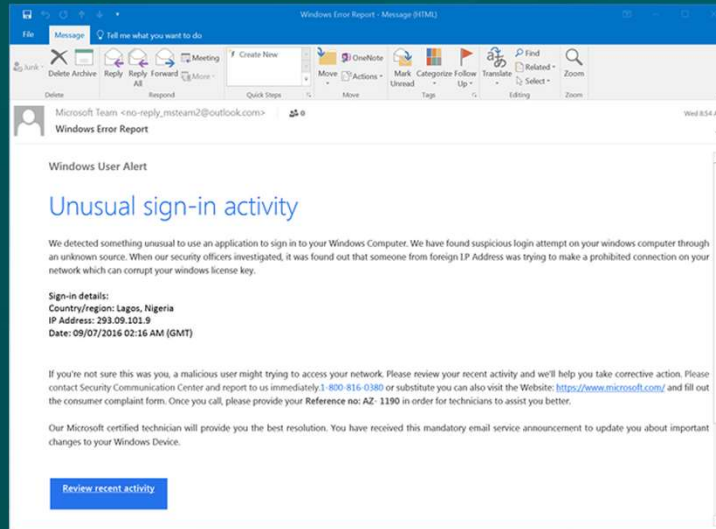 Windows Error Report - Message (HTML)
File Message Tell me what you want to do
Junk
Delete Archive
Reply Reply All Forward
Meeting
More
Create New
Move
OneNote
Actions
Mark Unread
Categorize
Follow Up
Translate
Find
Related
Select
Zoom
Delete Respond Quick Steps Move Tags Editing Zoom
Microsoft Team <no-reply_msteam2@outlook.com> 0
Wed 8:54 A
Windows Error Report
Windows User Alert
Unusual sign-in activity
We detected something unusual to use an application to sign in to your Windows Computer. We have found suspicious login attempt on your windows computer through
an unknown source. When our security officers investigated, it was found out that someone from foreign I.P Address was trying to make a prohibited connection on your
network which can corrupt your windows license key.
Sign-in details:
Country/region: Lagos, Nigeria
IP Address: 293.09.101.9
Date: 09/07/2016 02:16 AM (GMT)
If you're not sure this was you, a malicious user might trying to access your network. Please review your recent activity and we'll help you take corrective action. Please
contact Security Communication Center and report to us immediately.1-800-816-0380 or substitute you can also visit the Website: https://www.microsoft.com/ and fill out
the consumer complaint form. Once you call, please provide your Reference no: AZ- 1190 in order for technicians to assist you better.
Our Microsoft certified technician will provide you the best resolution. You have received this mandatory email service announcement to update you about important
changes to your Windows Device.
Review recent activity